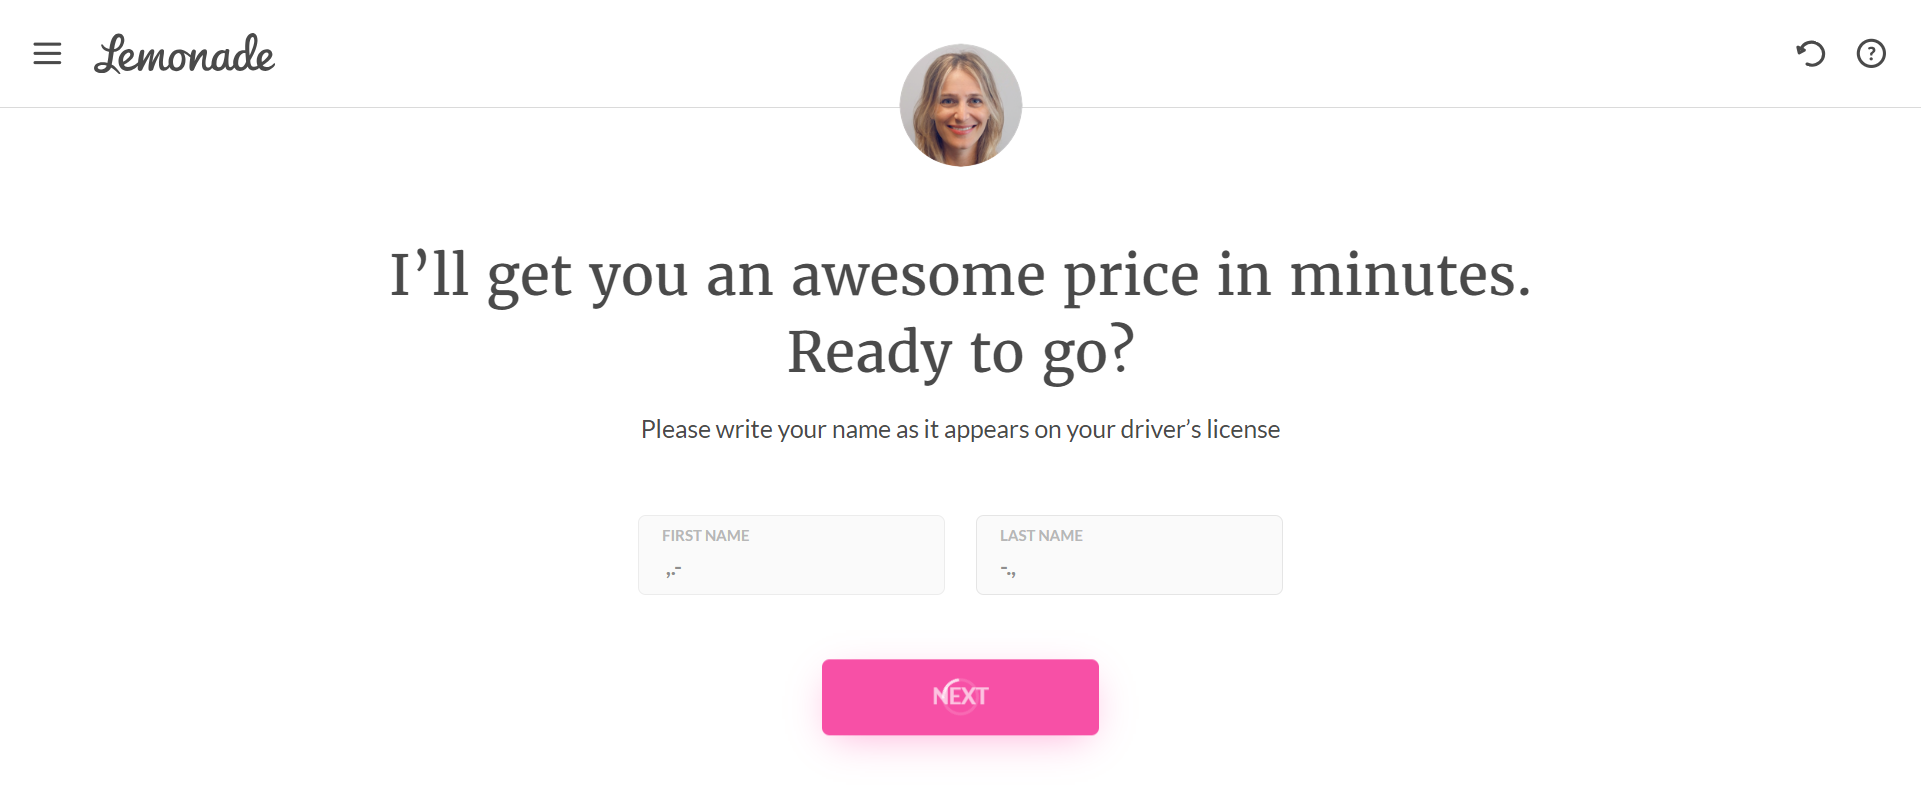 Lemonade
I’ll get you an awesome price in minutes.
Ready to go?
Please write your name as it appears on your driver’s license
FIRST NAME
LAST NAME
,.-
-.,
NEXT